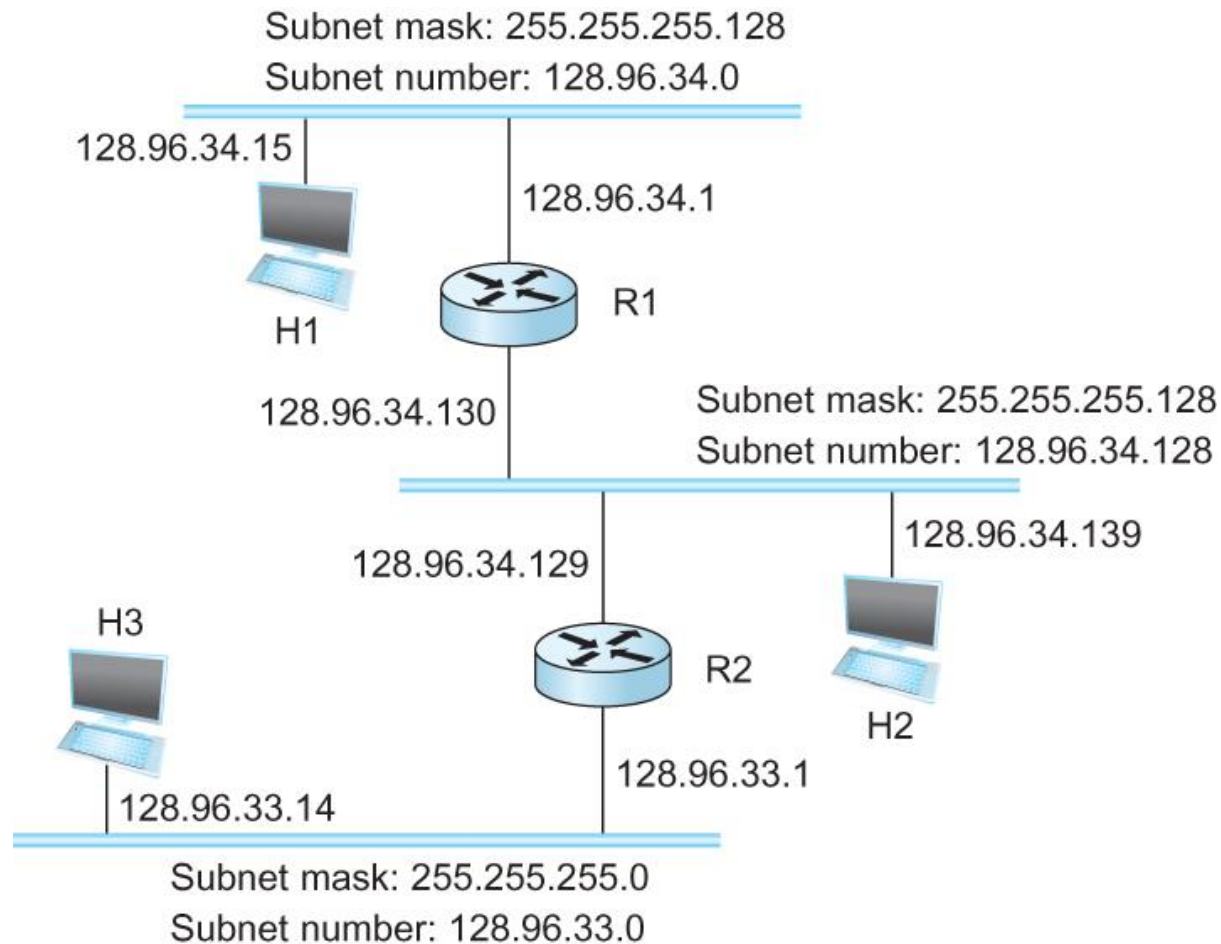 Subnet mask: 255.255.255.128
Subnet number: 128.96.34.0
128.96.34.15
128.96.34.1
H1
R1
128.96.34.130
Subnet mask: 255.255.255.128
Subnet number: 128.96.34.128
128.96.34.129
128.96.34.139
H3
R2
H2
128.96.33.1
128.96.33.14
Subnet mask: 255.255.255.0
Subnet number: 128.96.33.0